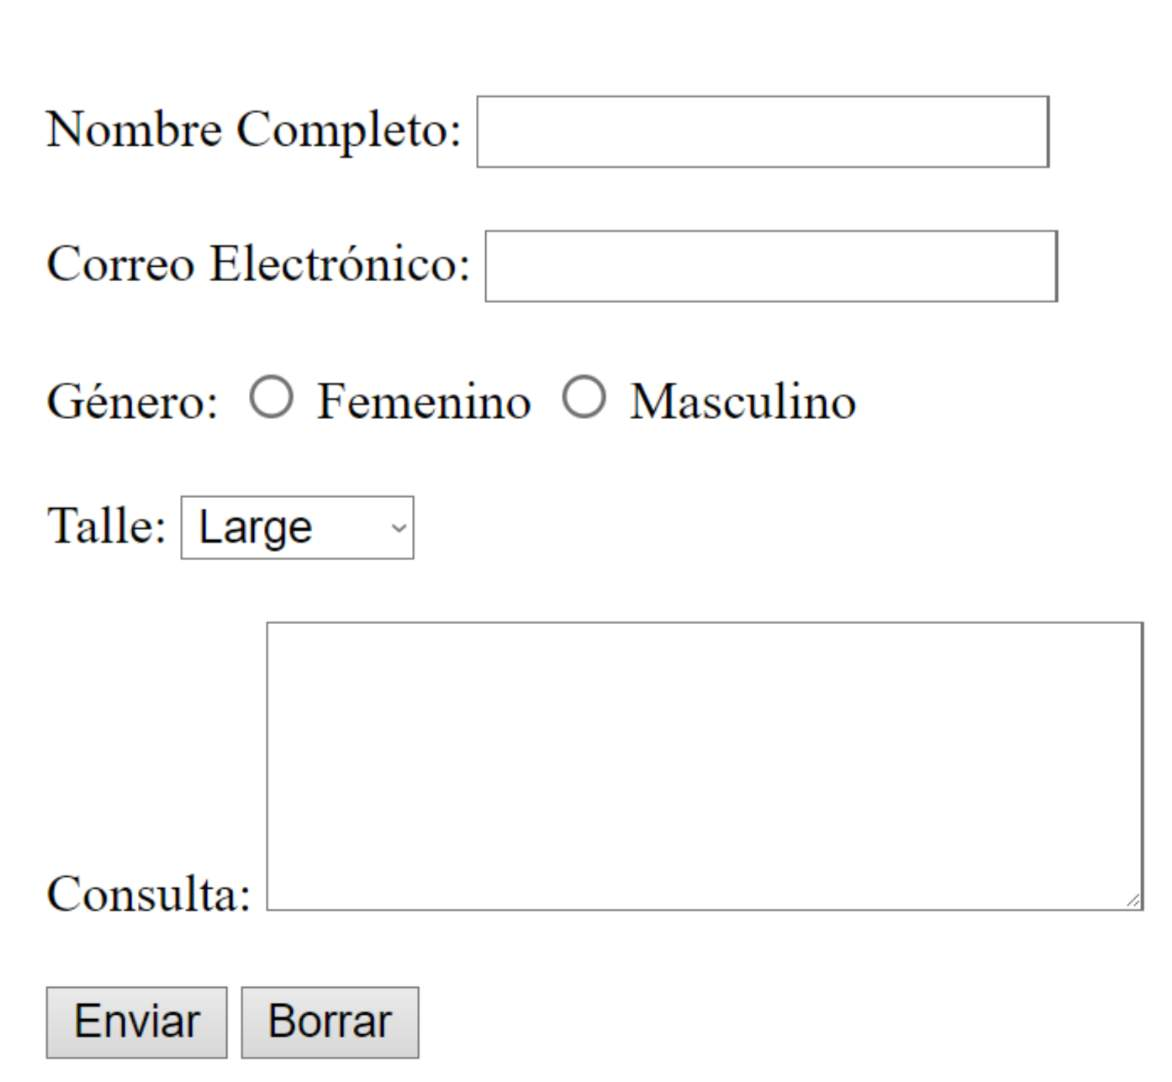 Nombre Completo:
Correo Electrónico:
Género: Femenino Masculino
Talle: Large
Consulta:
Enviar Borrar